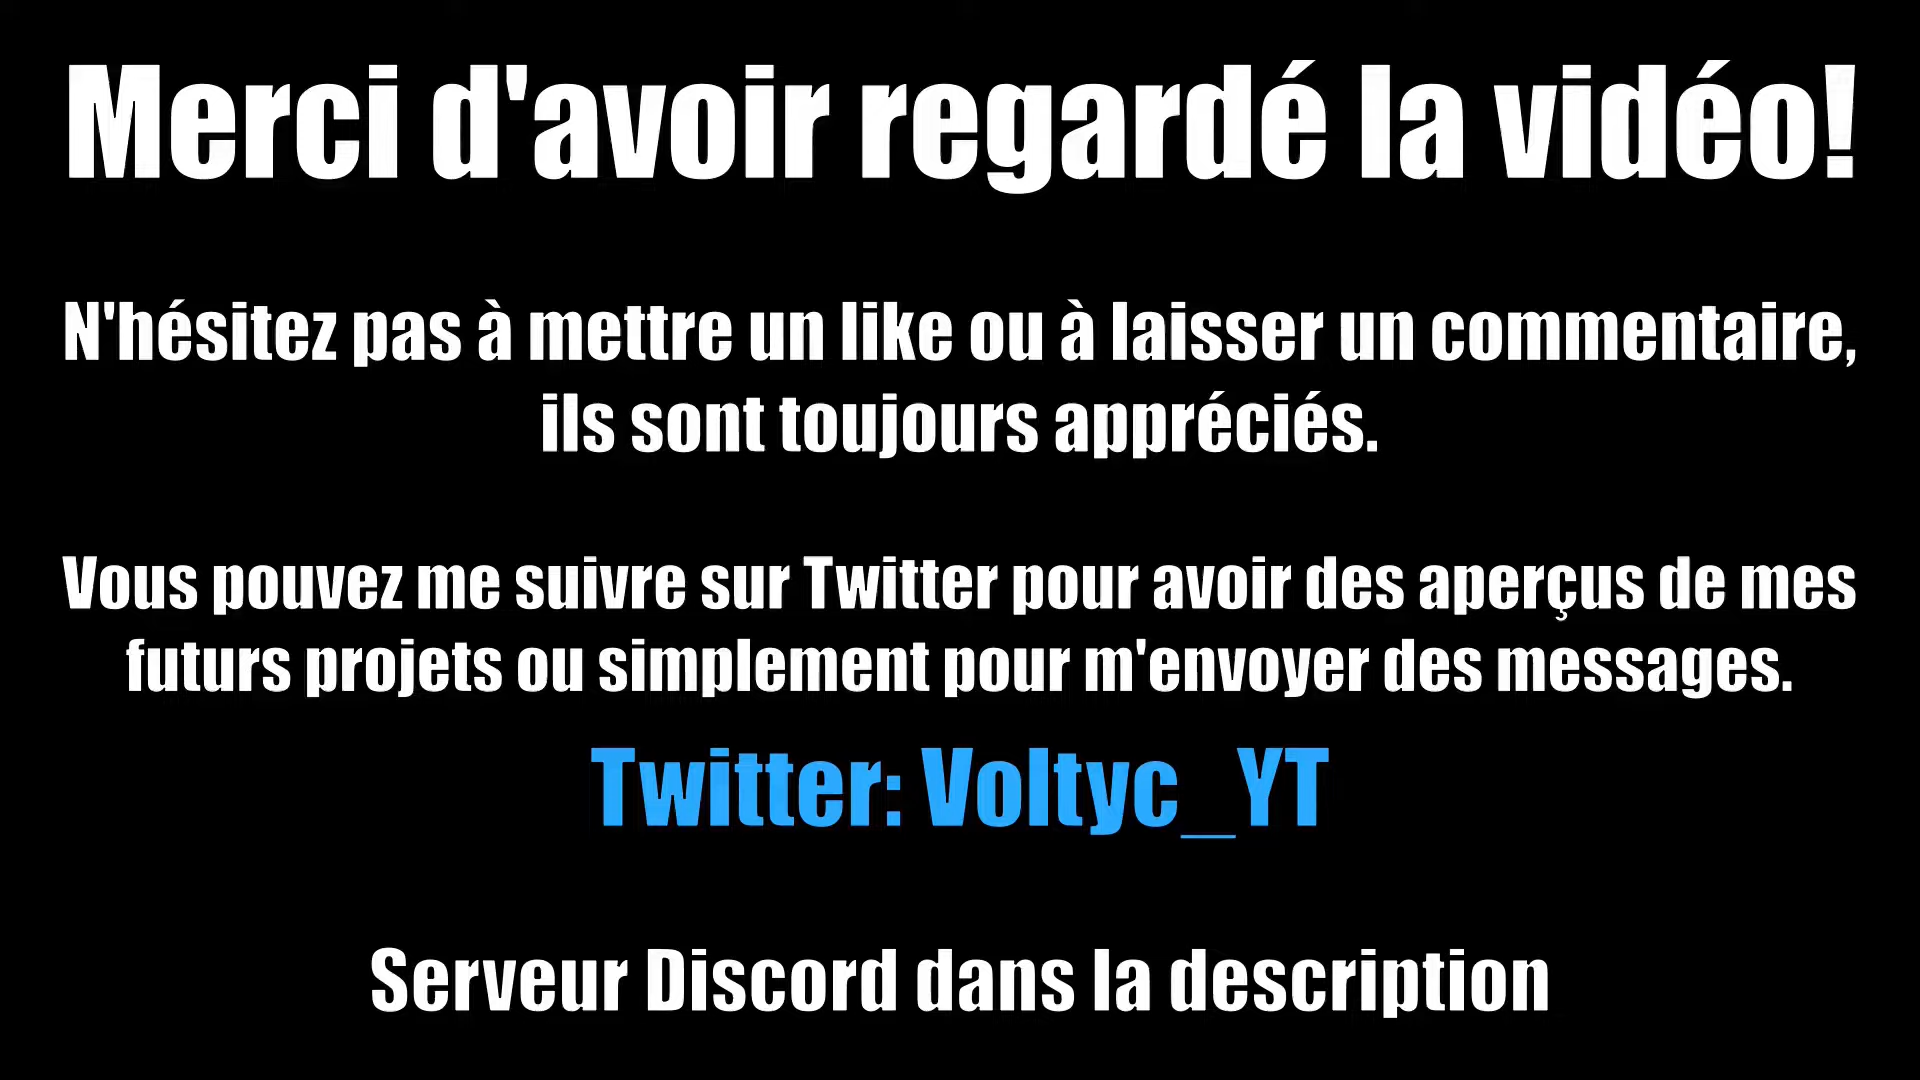 Merci d'avoir regardé la vidéo!
N'hésitez pas à mettre un like ou à laisser un commentaire,
ils sont toujours appréciés.
Vous pouvez me suivre sur Twitter pour avoir des aperçus de mes
futurs projets ou simplement pour m'envoyer des messages.
Twitter: Voltyc_YT
Serveur Discord dans la description